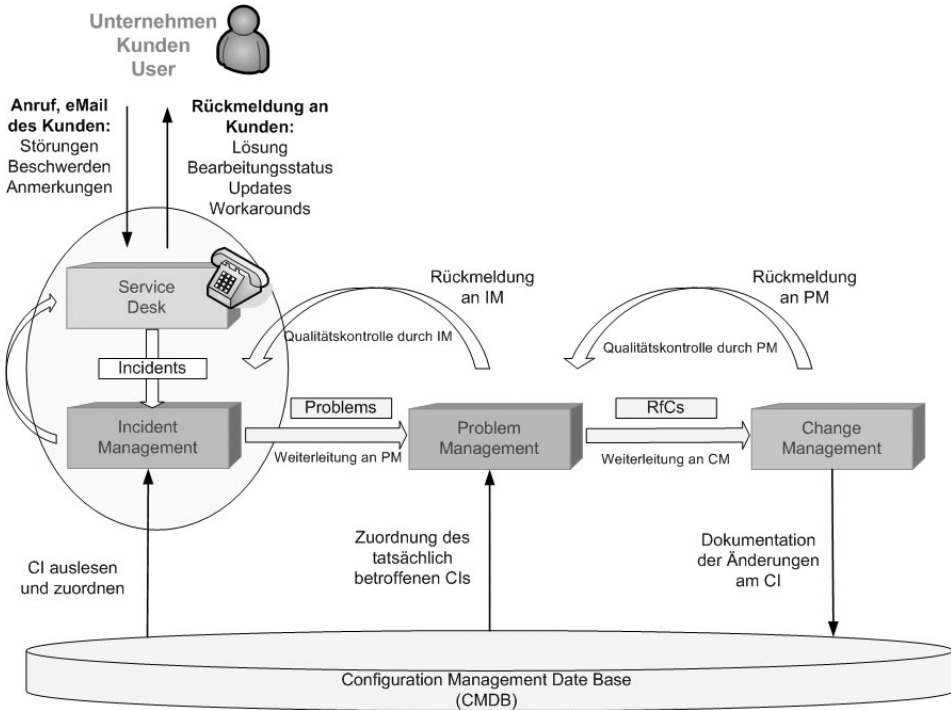 Unternehmen
Kunden
User
Anruf, eMail
des Kunden:
Störungen
Beschwerden
Anmerkungen
Rückmeldung an
Kunden:
Lösung
Bearbeitungsstatus
Updates
Workarounds
Service
Desk
Incidents
Incident
Management
Rückmeldung
an IM
Qualitätskontrolle durch IM
Problems
Weiterleitung an PM
Problem
Management
Rückmeldung
an PM
Qualitätskontrolle durch PM
RfCs
Weiterleitung an CM
Change
Management
CI auslesen
und zuordnen
Zuordnung des
tatsächlich
betroffenen CIs
Dokumentation
der Änderungen
am CI
Configuration Management Date Base
(CMDB)